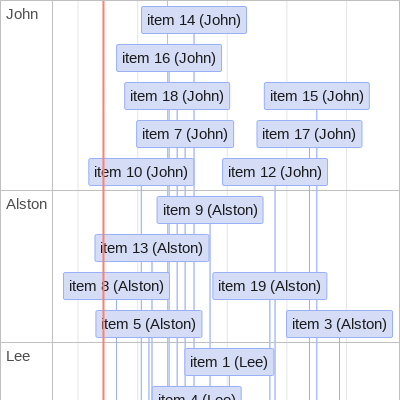 John
item 14 (John)
item 16 (John)
item 18 (John)
item 15 (John)
item 7 (John)
item 17 (John)
item 10 (John)
item 12 (John)
Alston
item 9 (Alston)
item 13 (Alston)
item 8 (Alston)
item 19 (Alston)
item 5 (Alston)
item 3 (Alston)
Lee
item 1 (Lee)
item 4 (Lee)